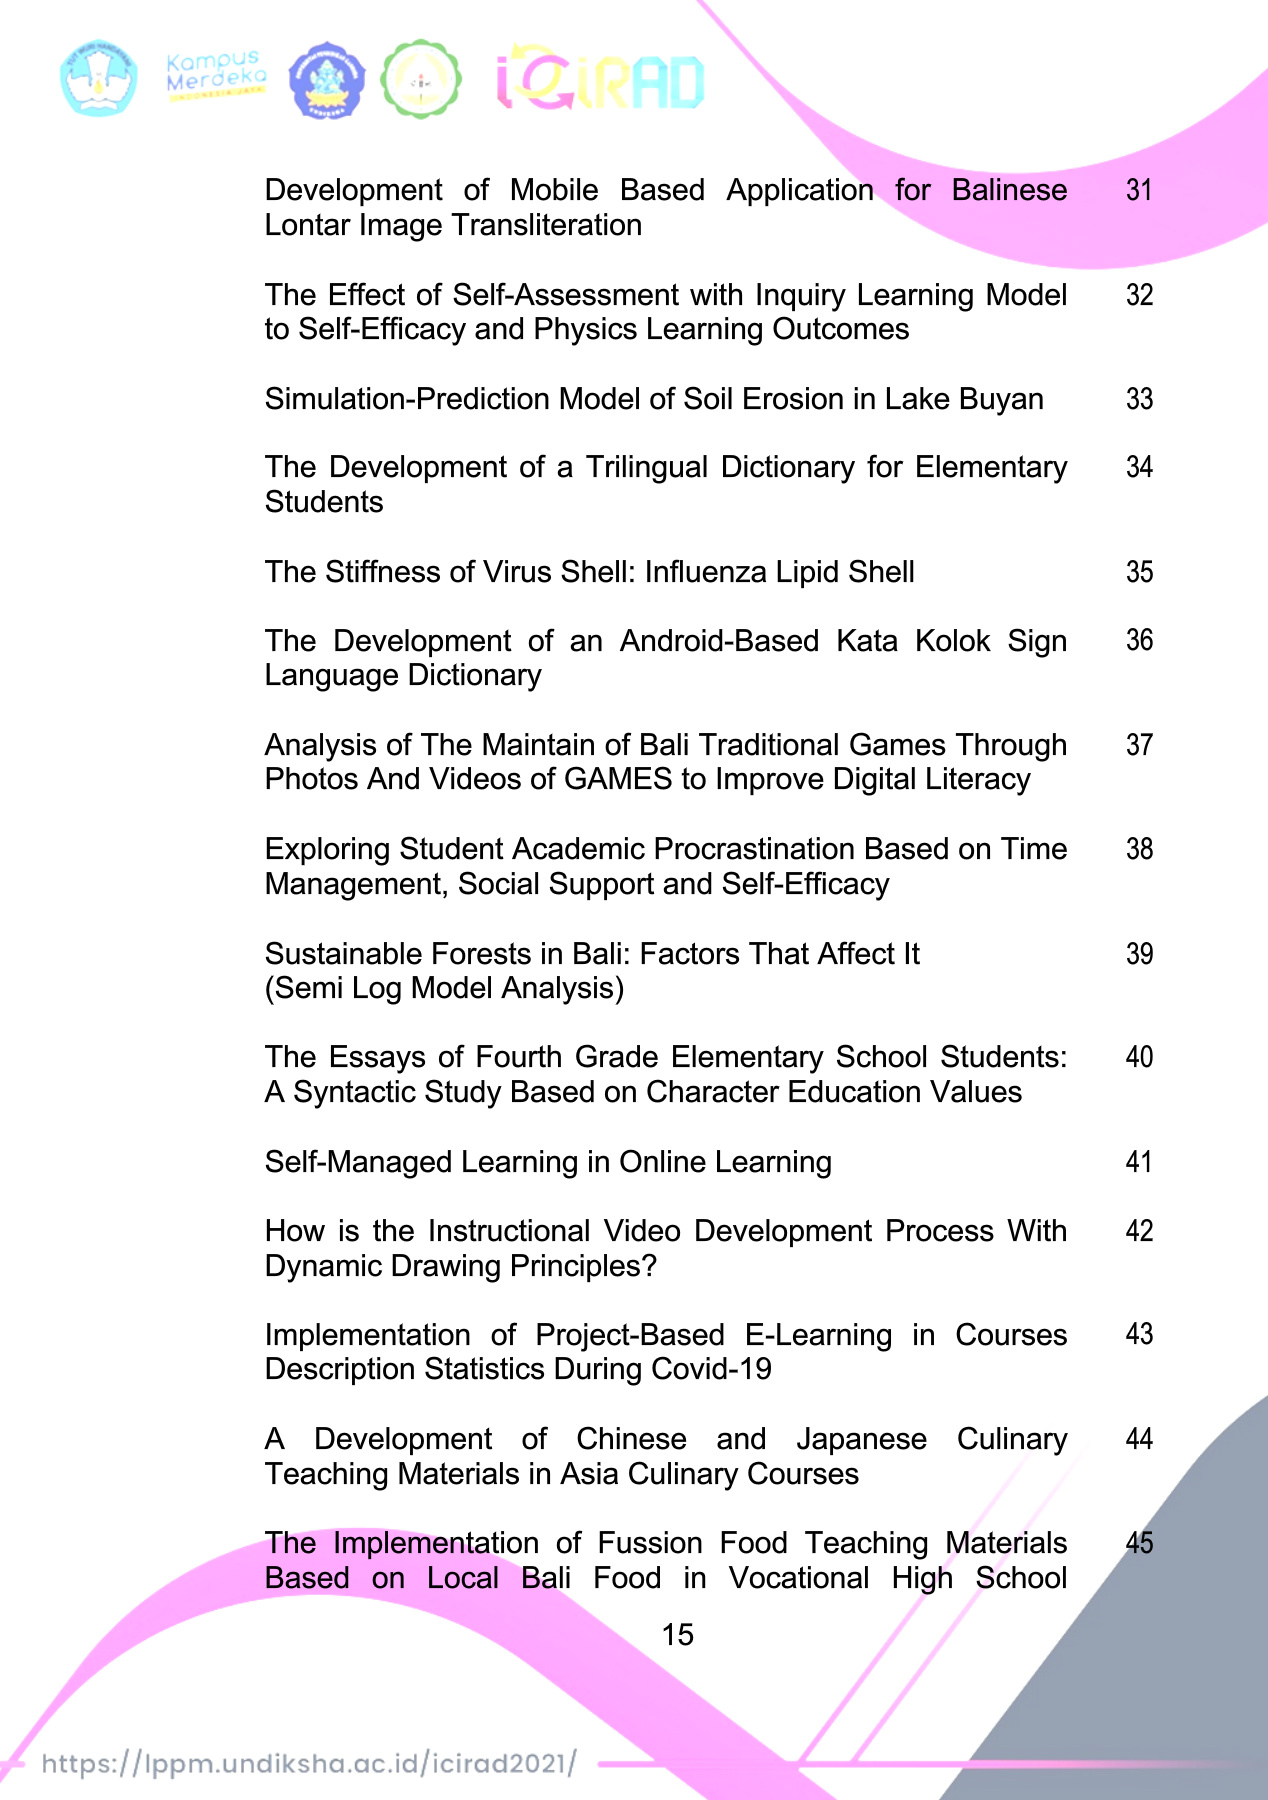 Kampus
Merdeka
INDONESIA JAYA
iCiRAD
Development of Mobile Based Application for Balinese 31
Lontar Image Transliteration
The Effect of Self-Assessment with Inquiry Learning Model 32
to Self-Efficacy and Physics Learning Outcomes
Simulation-Prediction Model of Soil Erosion in Lake Buyan 33
The Development of a Trilingual Dictionary for Elementary 34
Students
The Stiffness of Virus Shell: Influenza Lipid Shell 35
The Development of an Android-Based Kata Kolok Sign 36
Language Dictionary
Analysis of The Maintain of Bali Traditional Games Through 37
Photos And Videos of GAMES to Improve Digital Literacy
Exploring Student Academic Procrastination Based on Time 38
Management, Social Support and Self-Efficacy
Sustainable Forests in Bali: Factors That Affect It 39
(Semi Log Model Analysis)
The Essays of Fourth Grade Elementary School Students: 40
A Syntactic Study Based on Character Education Values
Self-Managed Learning in Online Learning 41
How is the Instructional Video Development Process With 42
Dynamic Drawing Principles?
Implementation of Project-Based E-Learning in Courses 43
Description Statistics During Covid-19
A Development of Chinese and Japanese Culinary 44
Teaching Materials in Asia Culinary Courses
The Implementation of Fussion Food Teaching Materials 45
Based on Local Bali Food in Vocational High School
15
https://lppm.undiksha.ac.id/icirad2021/